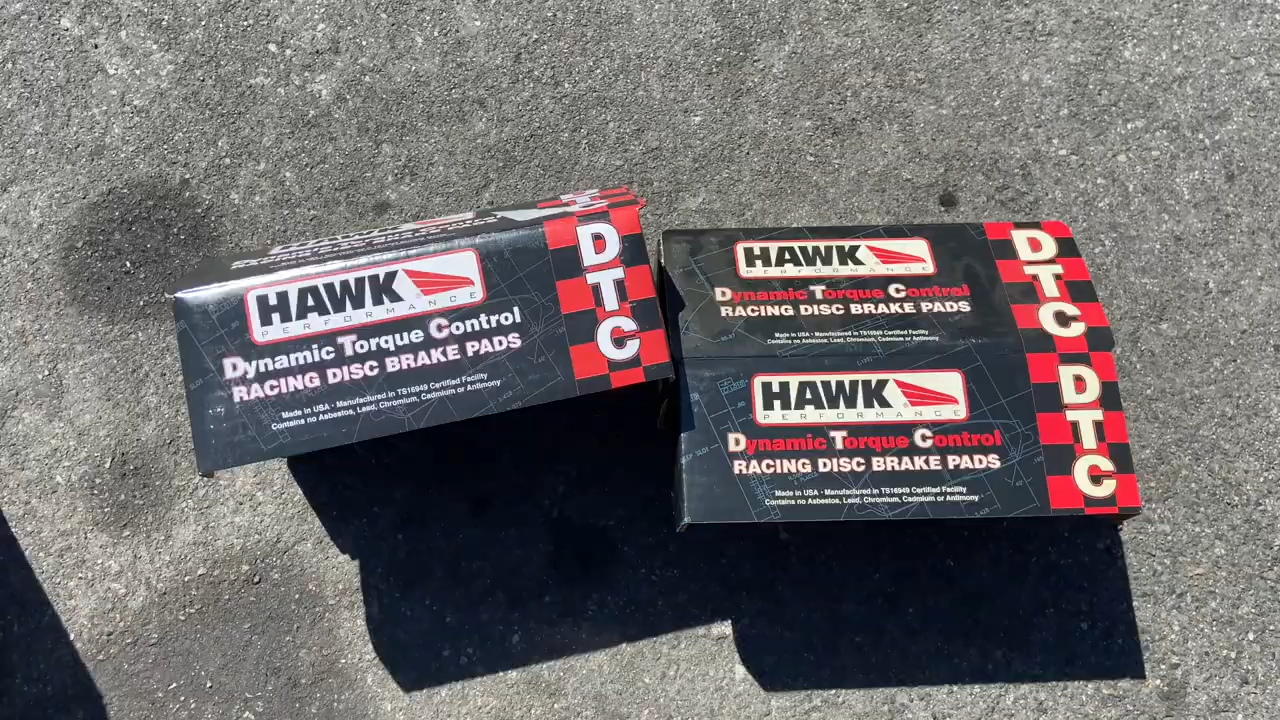 HAWK
PERFORMANCE
Dynamic Torque Control
RACING DISC BRAKE PADS
Made in USA • Manufactured in TS16949 Certified Facility
Contains no Asbestos, Lead, Chromium, Cadmium or Antimony
DTC
DTC
HAWK
PERFORMANCE
Dynamic Torque Control
RACING DISC BRAKE PADS
Made in USA • Manufactured in TS16949 Certified Facility
Contains no Asbestos, Lead, Chromium, Cadmium or Antimony
DTC
HAWK
PERFORMANCE
Dynamic Torque Control
RACING DISC BRAKE PADS
Made in USA • Manufactured in TS16949 Certified Facility
Contains no Asbestos, Lead, Chromium, Cadmium or Antimony
DTC